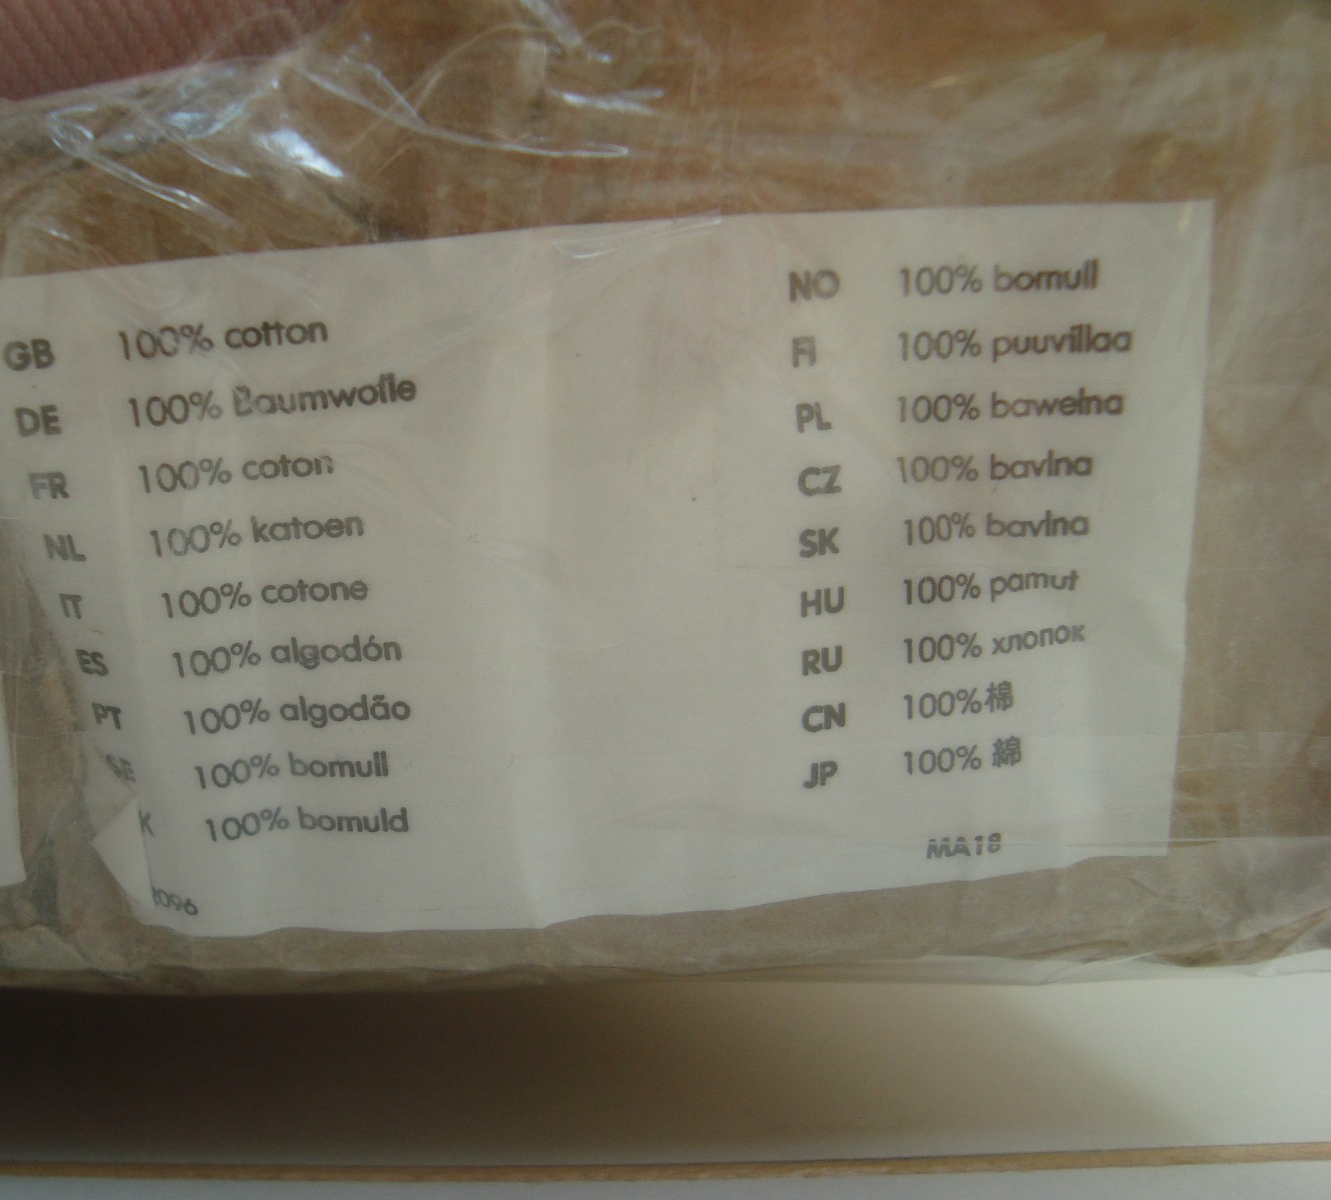 GB 100% cotton
DE 100% Baumwolle
FR 100% coton
NL 100% katoen
IT 100% cotone
ES 100% algodón
PT 100% algodão
SE 100% bomull
K 100% bomuld
2096
NO 100% bomull
FI 100% puuvillaa
PL 100% bawełna
CZ 100% bavlna
SK 100% bavlna
HU 100% pamut
RU 100% хлопок
CN 100%棉
JP 100% 綿
MA18